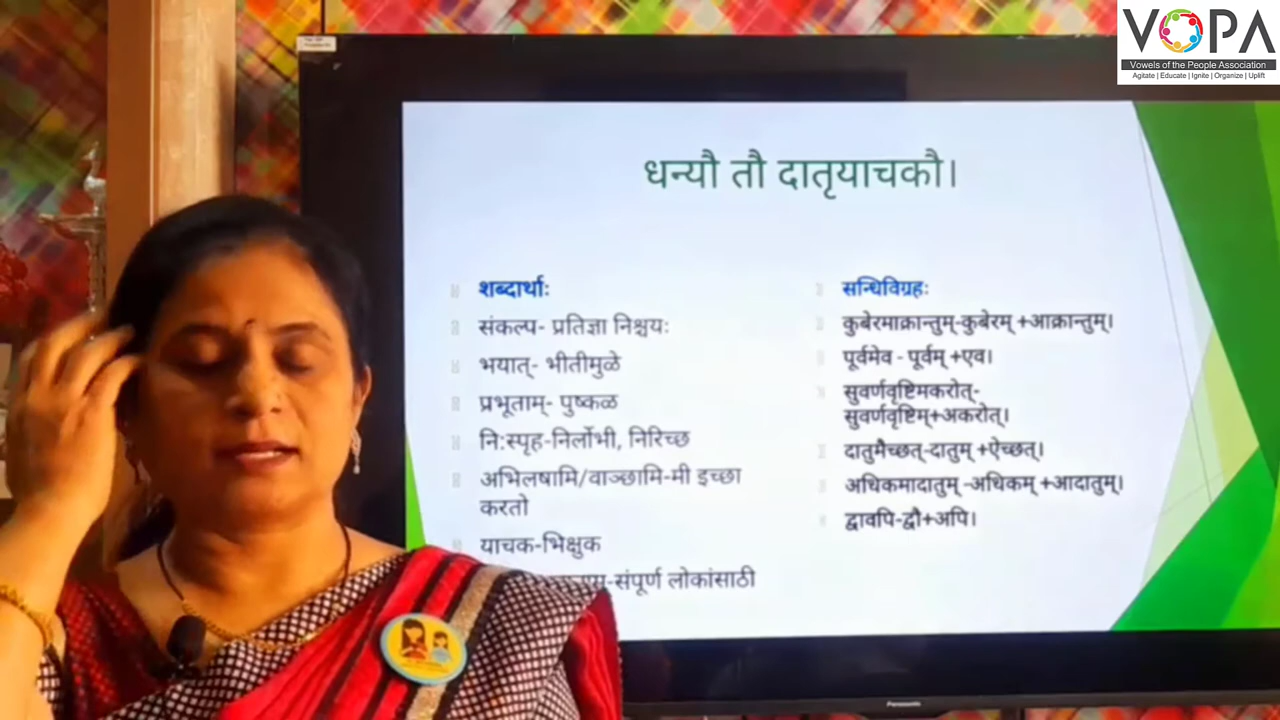 VOPA
Vowels of the People Association
Agitate | Educate | Ignite | Organize | Uplift
धन्यौ तौ दातृयाचकौ।
शब्दार्थाः
संकल्प- प्रतिज्ञा निश्चयः
भयात्- भीतीमुळे
प्रभूताम्- पुष्कळ
नि:स्पृह-निर्लोभी, निरिच्छ
अभिलषामि/वाञ्छामि-मी इच्छा
करतो
याचक-भिक्षुक
-संपूर्ण लोकांसाठी
सन्धिविग्रहः
कुबेरमाक्रान्तुम्-कुबेरम् +आक्रान्तुम्।
पूर्वमेव - पूर्वम् +एव।
सुवर्णवृष्टिमकरोत्-
सुवर्णवृष्टिम्+अकरोत्।
दातुमैच्छत्-दातुम् +ऐच्छत्।
अधिकमादातुम् -अधिकम् +आदातुम्।
द्वावपि-द्वौ+अपि।
Panasonic